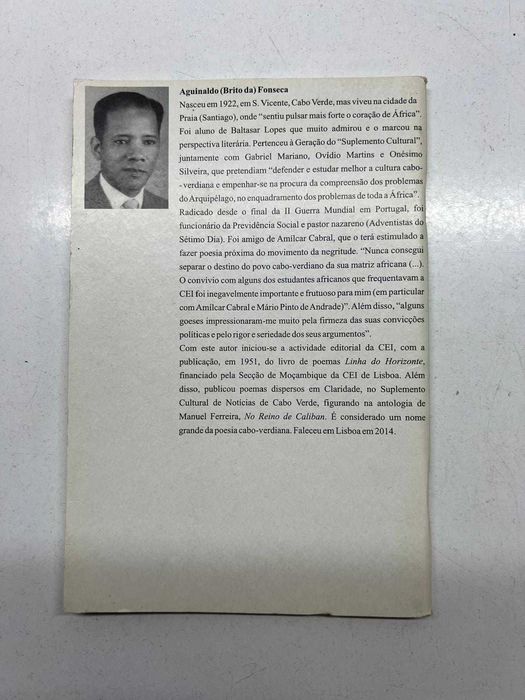 Aguinaldo (Brito da) Fonseca
Nasceu em 1922, em S. Vicente, Cabo Verde, mas viveu na cidade da
Praia (Santiago), onde “sentiu pulsar mais forte o coração de África”.
Foi aluno de Baltasar Lopes que muito admirou e o marcou na
perspectiva literária. Pertenceu à Geração do “Suplemento Cultural”,
juntamente com Gabriel Mariano, Ovídio Martins e Onésimo
Silveira, que pretendiam “defender e estudar melhor a cultura cabo-
-verdiana e empenhar-se na procura da compreensão dos problemas
do Arquipélago, no enquadramento dos problemas de toda a África”.
Radicado desde o final da II Guerra Mundial em Portugal, foi
funcionário da Previdência Social e pastor nazareno (Adventistas do
Sétimo Dia). Foi amigo de Amílcar Cabral, que o terá estimulado a
fazer poesia próxima do movimento da negritude. “Nunca consegui
separar o destino do povo cabo-verdiano da sua matriz africana (...).
O convívio com alguns dos estudantes africanos que frequentavam a
CEI foi inegavelmente importante e frutuoso para mim (em particular
com Amílcar Cabral e Mário Pinto de Andrade)”. Além disso, “alguns
goeses impressionaram-me muito pela firmeza das suas convicções
políticas e pelo rigor e seriedade dos seus argumentos”.
Com este autor iniciou-se a actividade editorial da CEI, com a
publicação, em 1951, do livro de poemas Linha do Horizonte,
financiado pela Secção de Moçambique da CEI de Lisboa. Além
disso, publicou poemas dispersos em Claridade, no Suplemento
Cultural de Notícias de Cabo Verde, figurando na antologia de
Manuel Ferreira, No Reino de Caliban. É considerado um nome
grande da poesia cabo-verdiana. Faleceu em Lisboa em 2014.